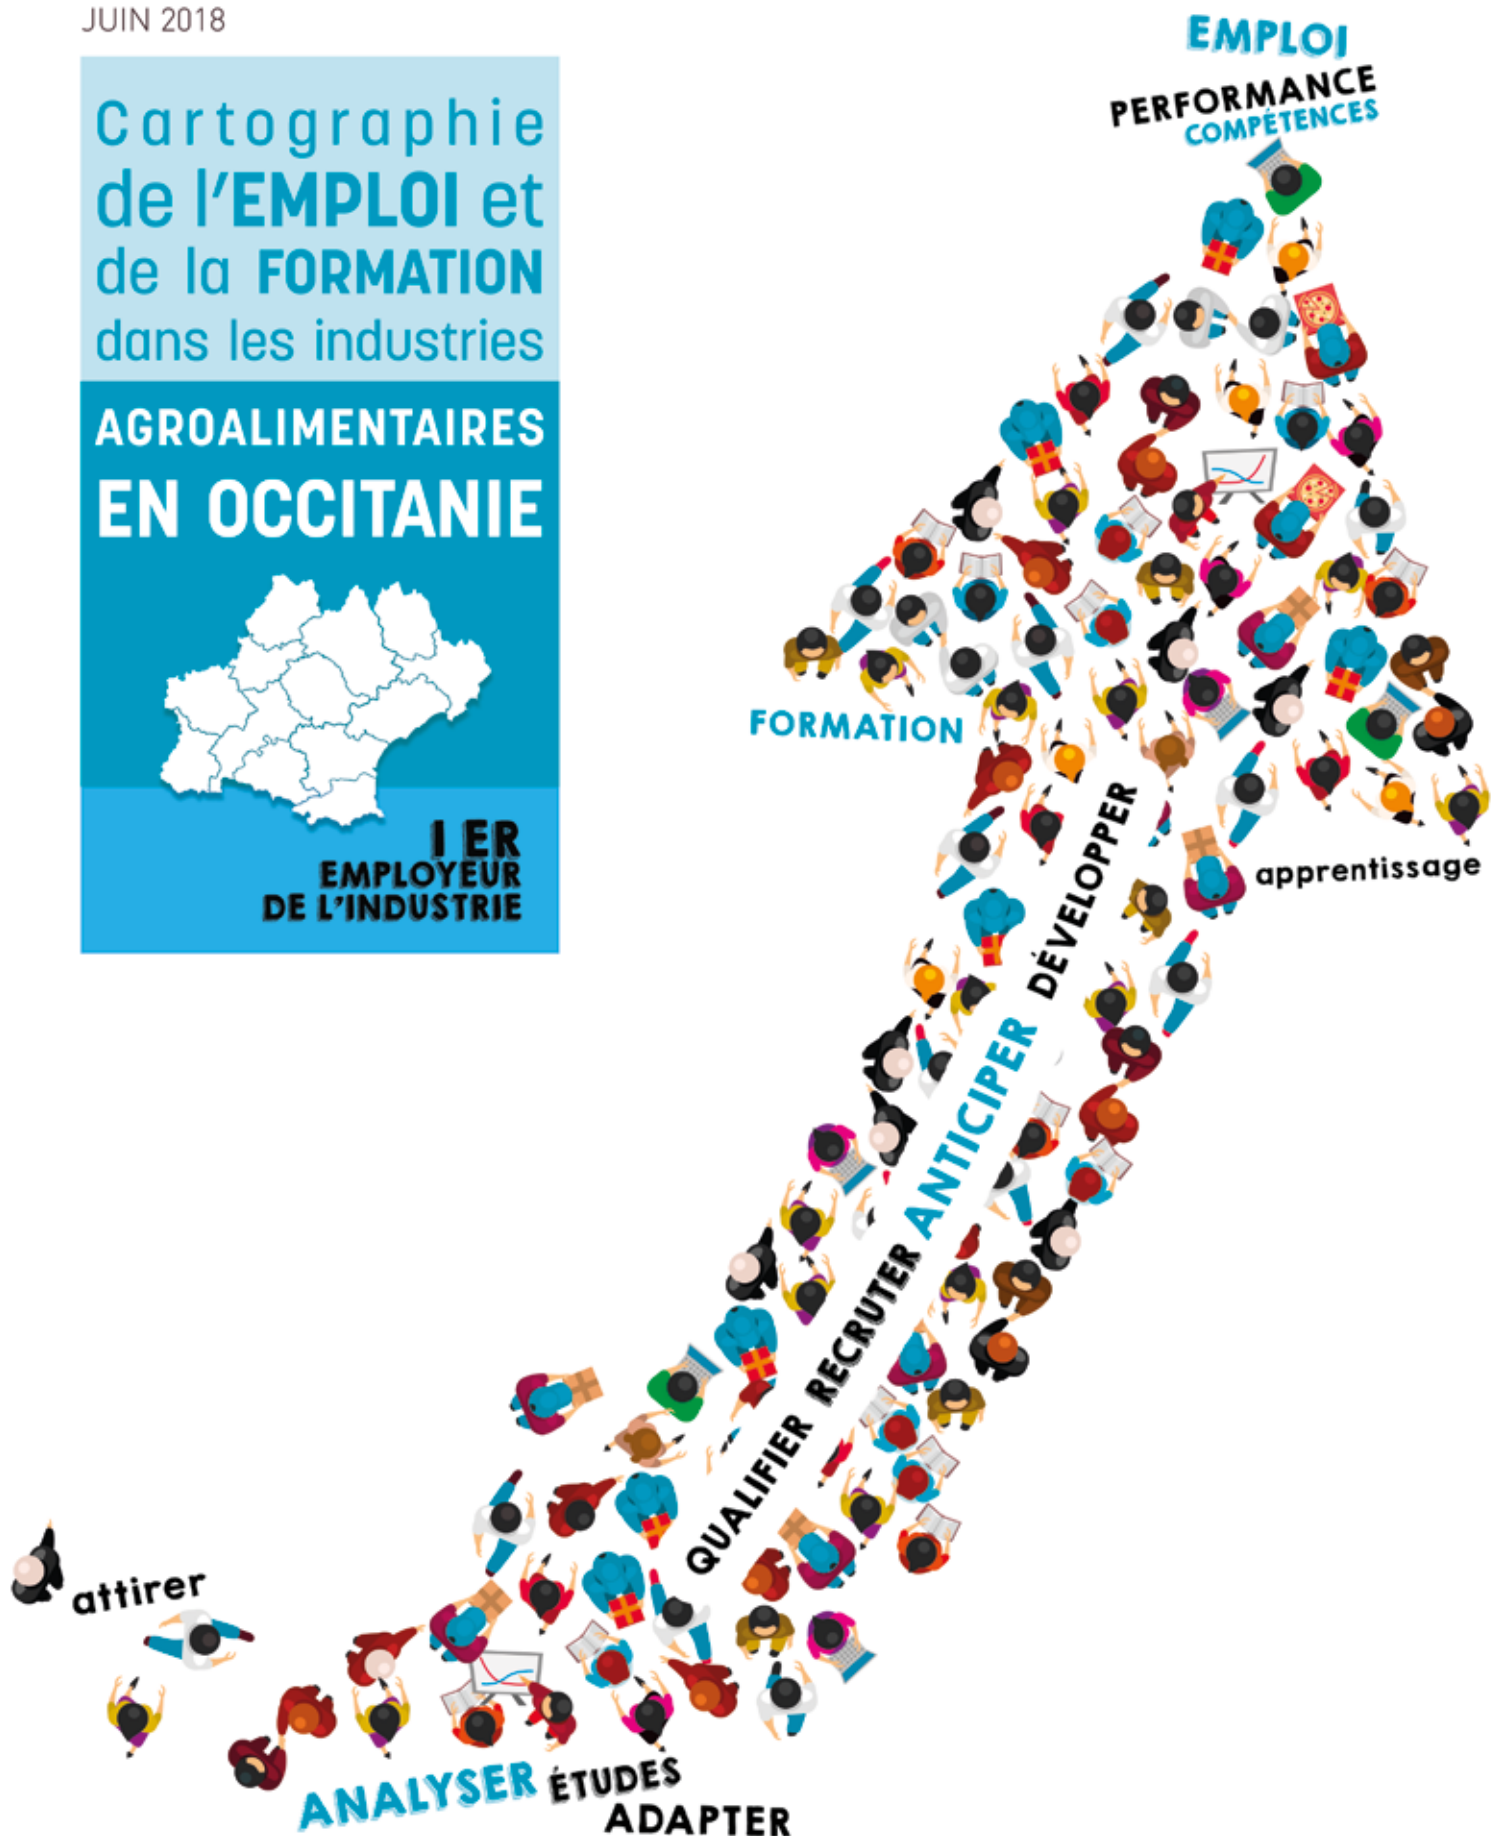 JUIN 2018
Cartographie
de l'EMPLOI et
de la FORMATION
dans les industries
AGROALIMENTAIRES
EN OCCITANIE
I ER
EMPLOYEUR
DE L'INDUSTRIE
EMPLOI
PERFORMANCE
COMPÉTENCES
FORMATION
apprentissage
DÉVELOPPER
ANTICIPER
RECRUTER
QUALIFIER
attirer
ANALYSER ÉTUDES
ADAPTER